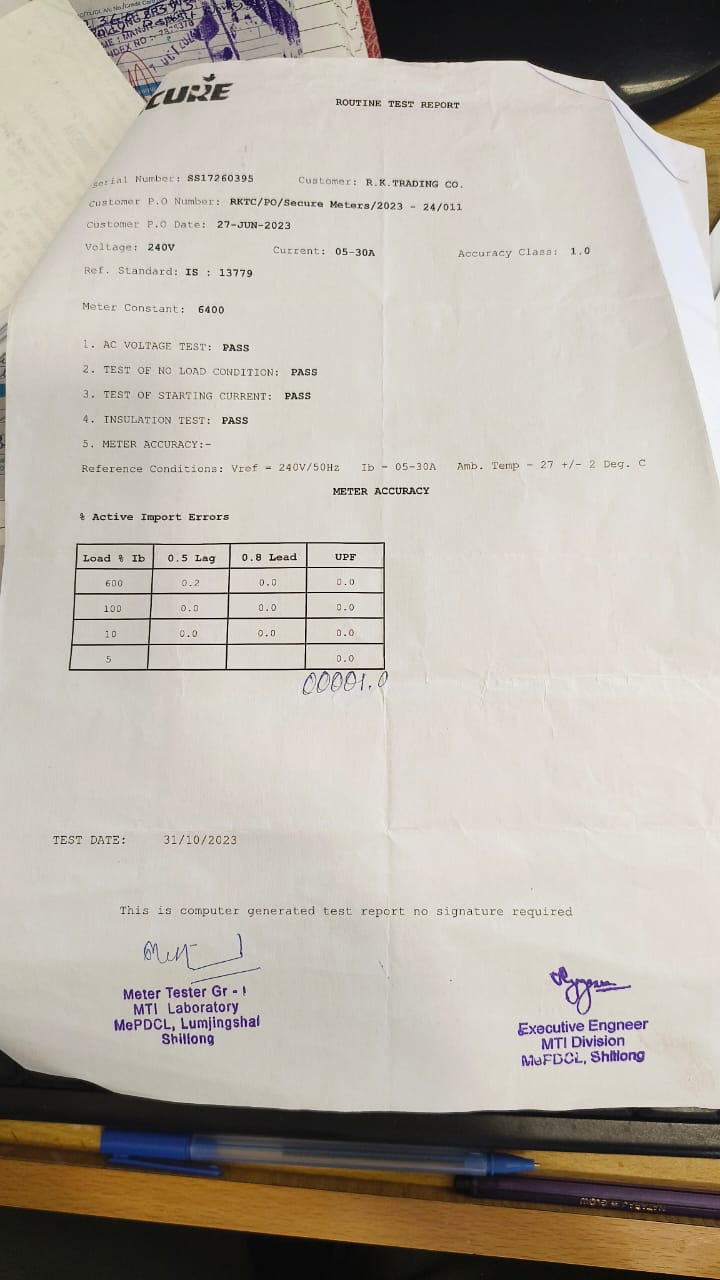 CURE
ROUTINE TEST REPORT
Serial Number: SS17260395 Customer: R.K.TRADING CO.
Customer P.O Number: RKTC/PO/Secure Meters/2023 - 24/011
Customer P.O Date: 27-JUN-2023
Voltage: 240V Current: 05-30A Accuracy Class: 1.0
Ref. Standard: IS : 13779
Meter Constant: 6400
1. AC VOLTAGE TEST: PASS
2. TEST OF NO LOAD CONDITION: PASS
3. TEST OF STARTING CURRENT: PASS
4. INSULATION TEST: PASS
5. METER ACCURACY:-
Reference Conditions: Vref = 240V/50Hz Ib - 05-30A Amb. Temp - 27 +/- 2 Deg. C
METER ACCURACY
% Active Import Errors
Load % Ib 0.5 Lag 0.8 Lead UPF
600 0.2 0.0 0.0
100 0.0 0.0 0.0
10 0.0 0.0 0.0
5 0.0
00001.0
TEST DATE: 31/10/2023
This is computer generated test report no signature required
Meter Tester Gr - I
MTI Laboratory
MePDCL, Lumjingshai
Shillong
Executive Engneer
MTI Division
MePDCL, Shillong